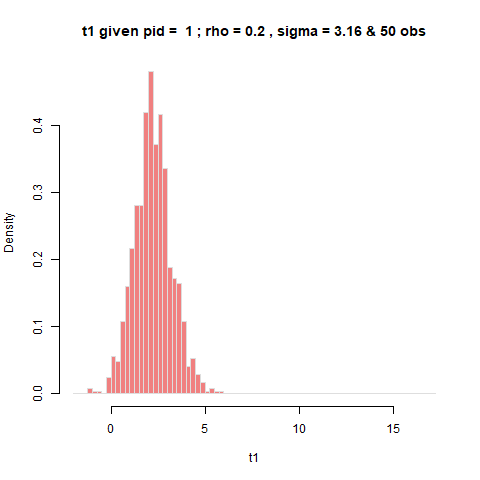 t1 given pid =  1 ; rho = 0.2 , sigma = 3.16 & 50 obs
Density
0.4
0.3
0.2
0.1
0.0
0 5 10 15
t1